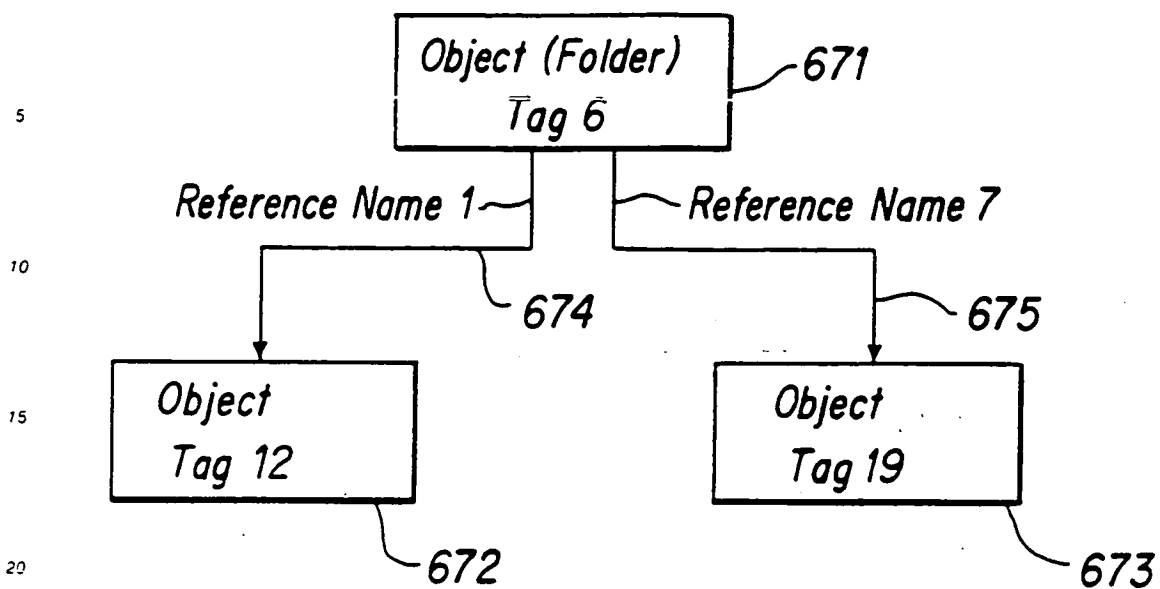 Object (Folder)
Tag 6
671
5
Reference Name 1
Reference Name 7
10
674
675
Object
Tag 12
Object
Tag 19
15
672
673
20